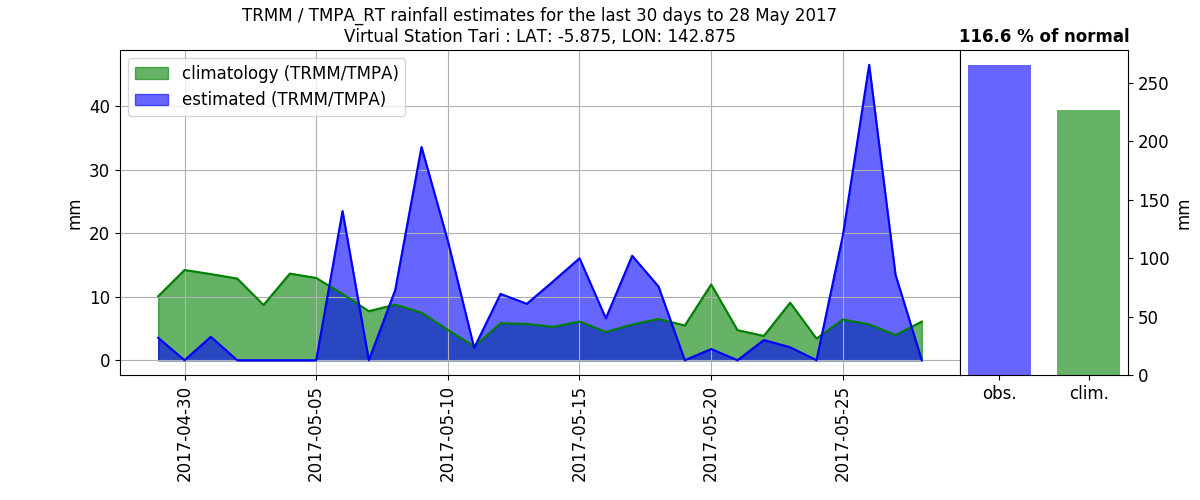 TRMM / TMPA_RT rainfall estimates for the last 30 days to 28 May 2017
Virtual Station Tari : LAT: -5.875, LON: 142.875
116.6 % of normal
climatology (TRMM/TMPA)
estimated (TRMM/TMPA)
mm
40
30
20
10
0
2017-04-30
2017-05-05
2017-05-10
2017-05-15
2017-05-20
2017-05-25
250
200
150
100
50
0
mm
obs.
clim.